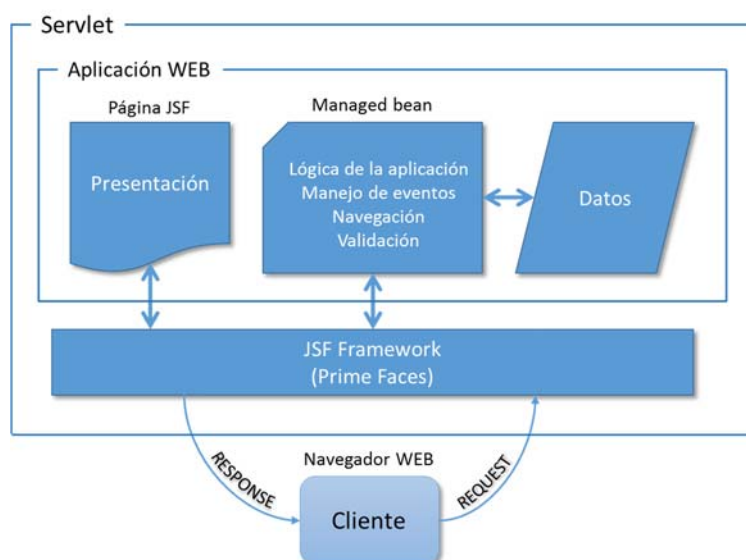 Servlet
Aplicación WEB
Página JSF
Presentación
Managed bean
Lógica de la aplicación
Manejo de eventos
Navegación
Validación
Datos
JSF Framework
(Prime Faces)
RESPONSE
Navegador WEB
REQUEST
Cliente